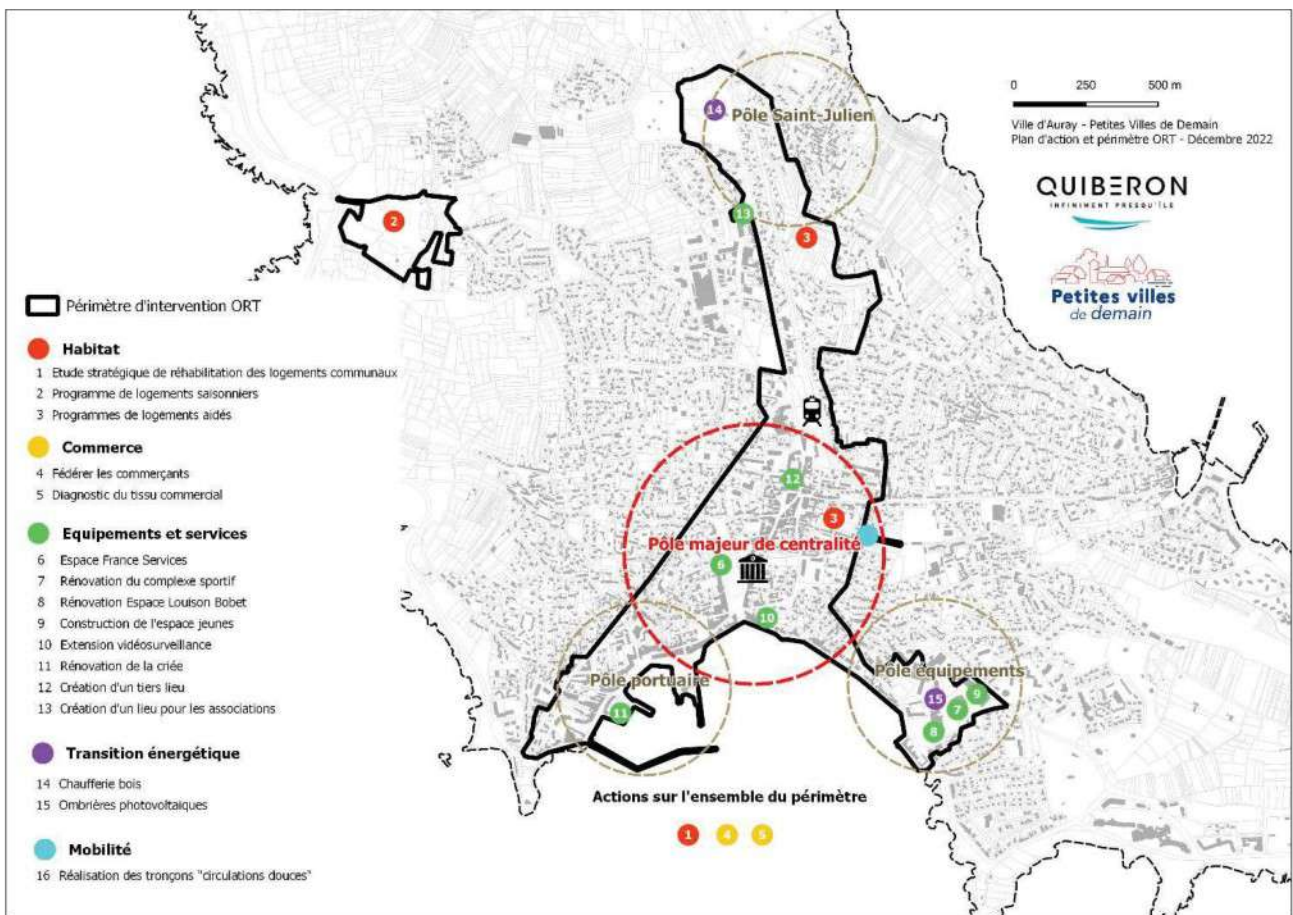 0 250 500 m
Ville d'Auray - Petites Villes de Demain
Plan d'action et périmètre ORT - Décembre 2022
QUIBERON
INFINIMENT PRESQU'ÎLE
Petites villes
de demain
14
Pôle Saint-Julien
13
3
2
12
3
Pôle majeur de centralité
6
10
Pôle portuaire
11
Pôle équipements
15
9
7
8
Périmètre d'intervention ORT
Habitat
1 Etude stratégique de réhabilitation des logements communaux
2 Programme de logements saisonniers
3 Programmes de logements aidés
Commerce
4 Fédérer les commerçants
5 Diagnostic du tissu commercial
Equipements et services
6 Espace France Services
7 Rénovation du complexe sportif
8 Rénovation Espace Louison Bobet
9 Construction de l'espace jeunes
10 Extension vidéosurveillance
11 Rénovation de la criée
12 Création d'un tiers lieu
13 Création d'un lieu pour les associations
Transition énergétique
14 Chaufferie bois
15 Ombrières photovoltaiques
Mobilité
16 Réalisation des tronçons "circulations douces"
Actions sur l'ensemble du périmètre
1 4 5